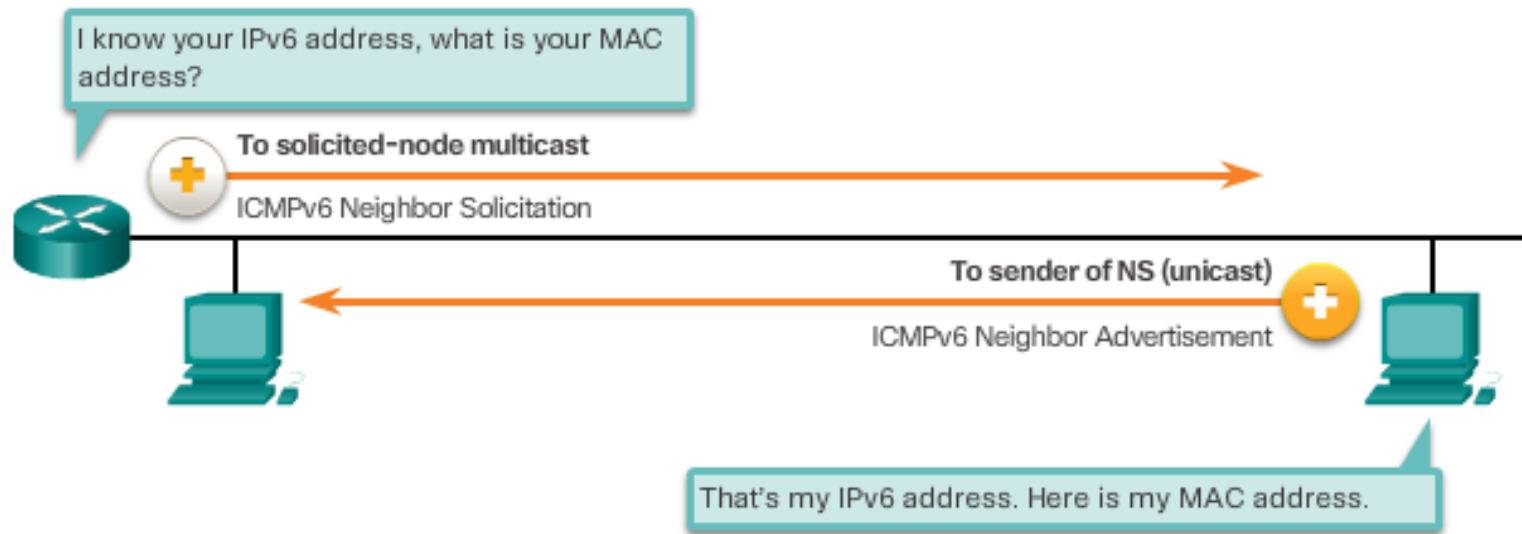 I know your IPv6 address, what is your MAC
address?
To solicited-node multicast
ICMPv6 Neighbor Solicitation
To sender of NS (unicast)
ICMPv6 Neighbor Advertisement
That's my IPv6 address. Here is my MAC address.